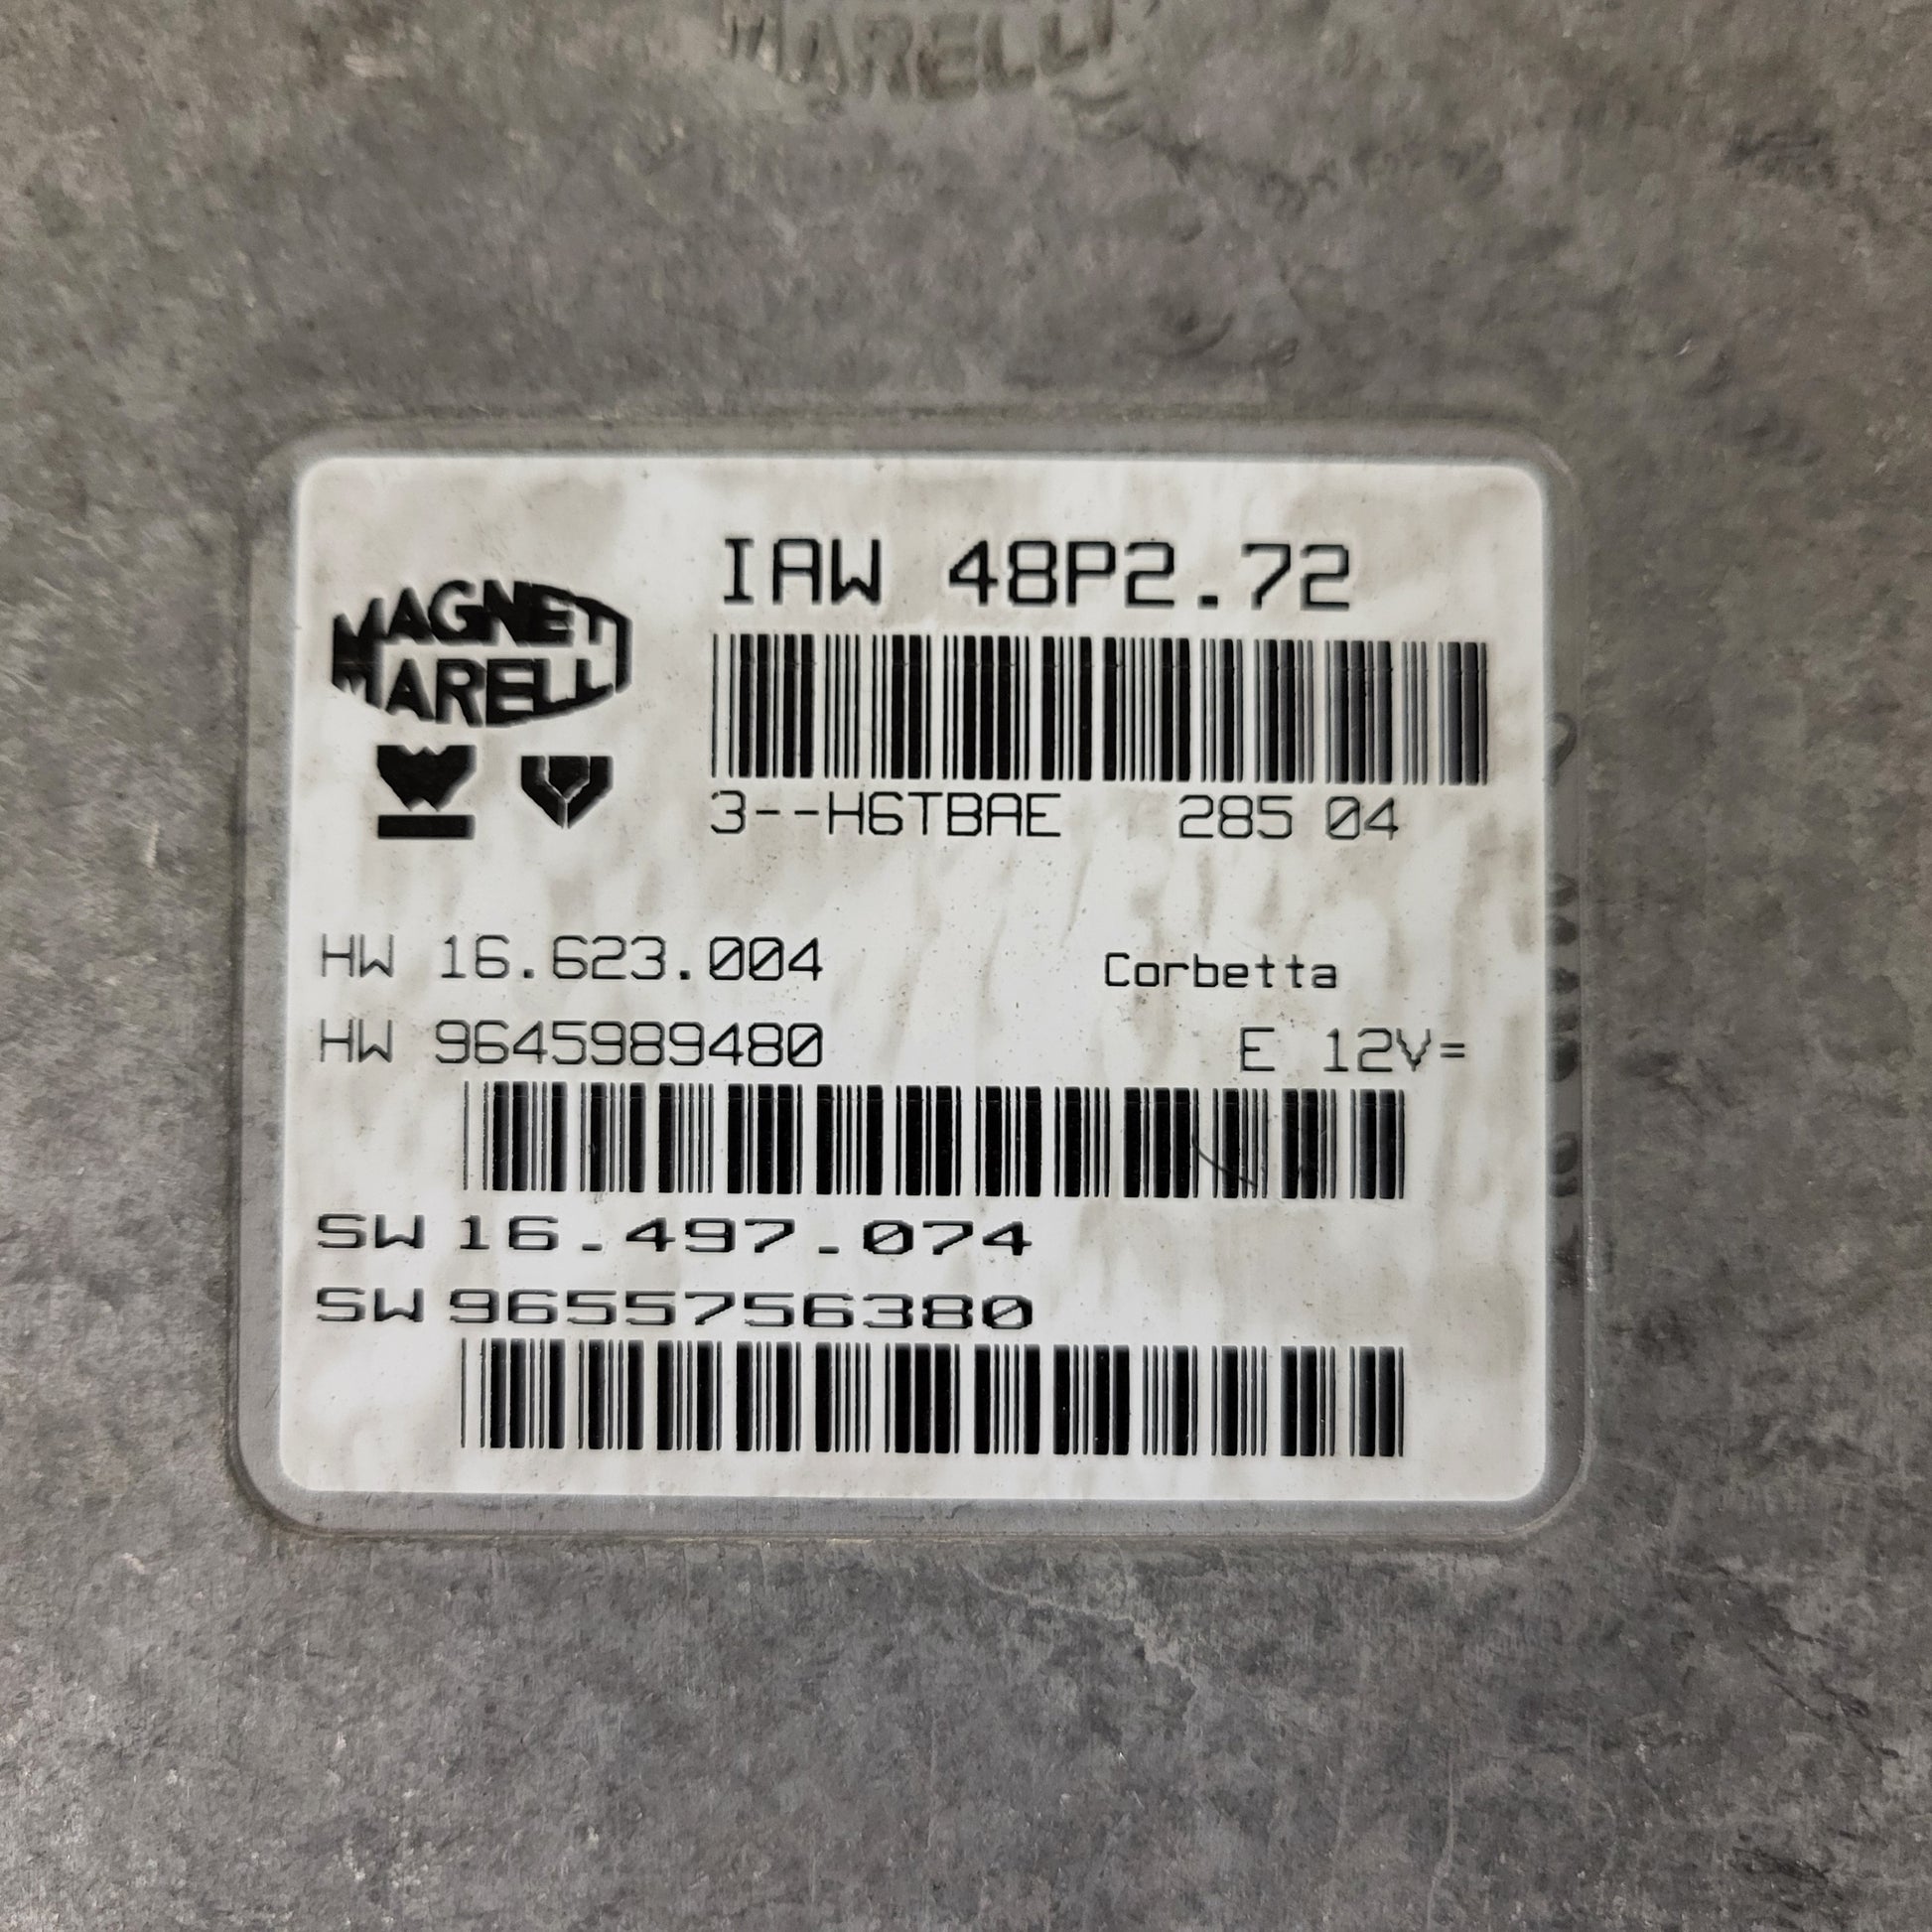 MARELLI
MAGNETI
MARELLI
IAW 48P2.72
3--H6TBAE 285 04
HW 16.623.004 Corbetta
HW 9645989480 E 12V=
SW 16.497.074
SW 9655756380